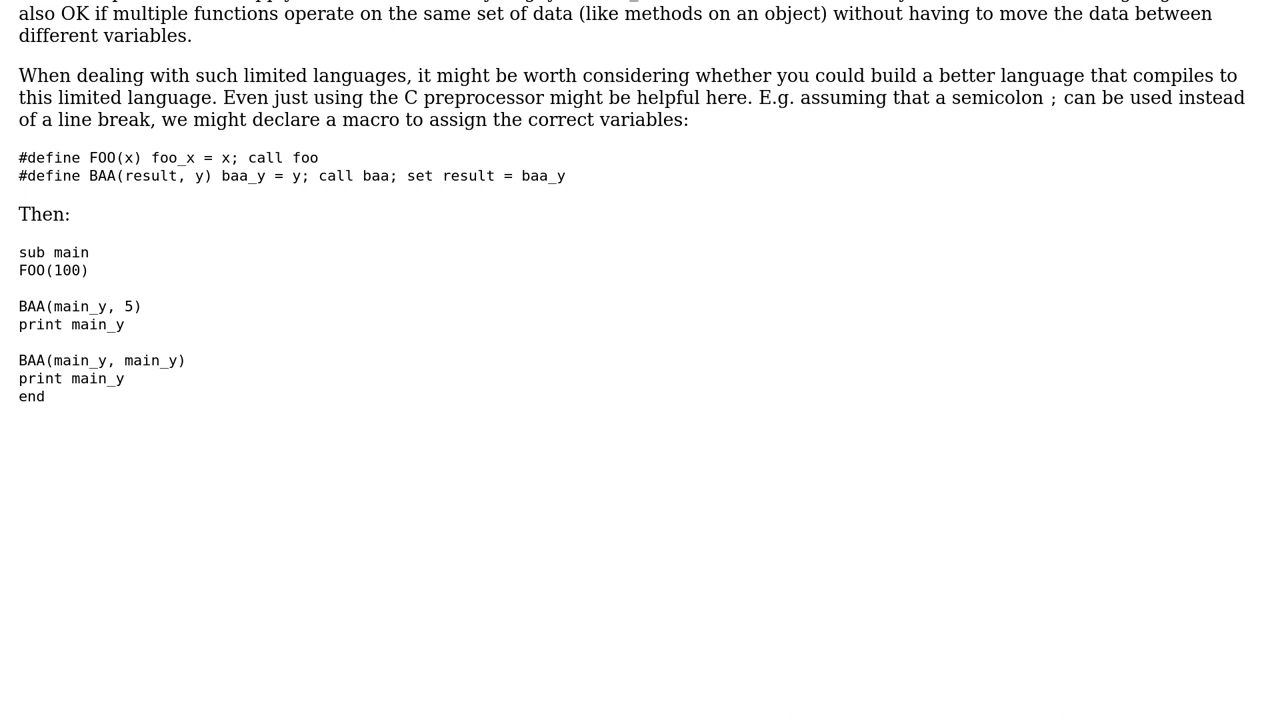 also OK if multiple functions operate on the same set of data (like methods on an object) without having to move the data between
different variables.
When dealing with such limited languages, it might be worth considering whether you could build a better language that compiles to
this limited language. Even just using the C preprocessor might be helpful here. E.g. assuming that a semicolon ; can be used instead
of a line break, we might declare a macro to assign the correct variables:
#define FOO(x) foo_x = x; call foo
#define BAA(result, y) baa_y = y; call baa; set result = baa_y
Then:
sub main
FOO(100)
BAA(main_y, 5)
print main_y
BAA(main_y, main_y)
print main_y
end